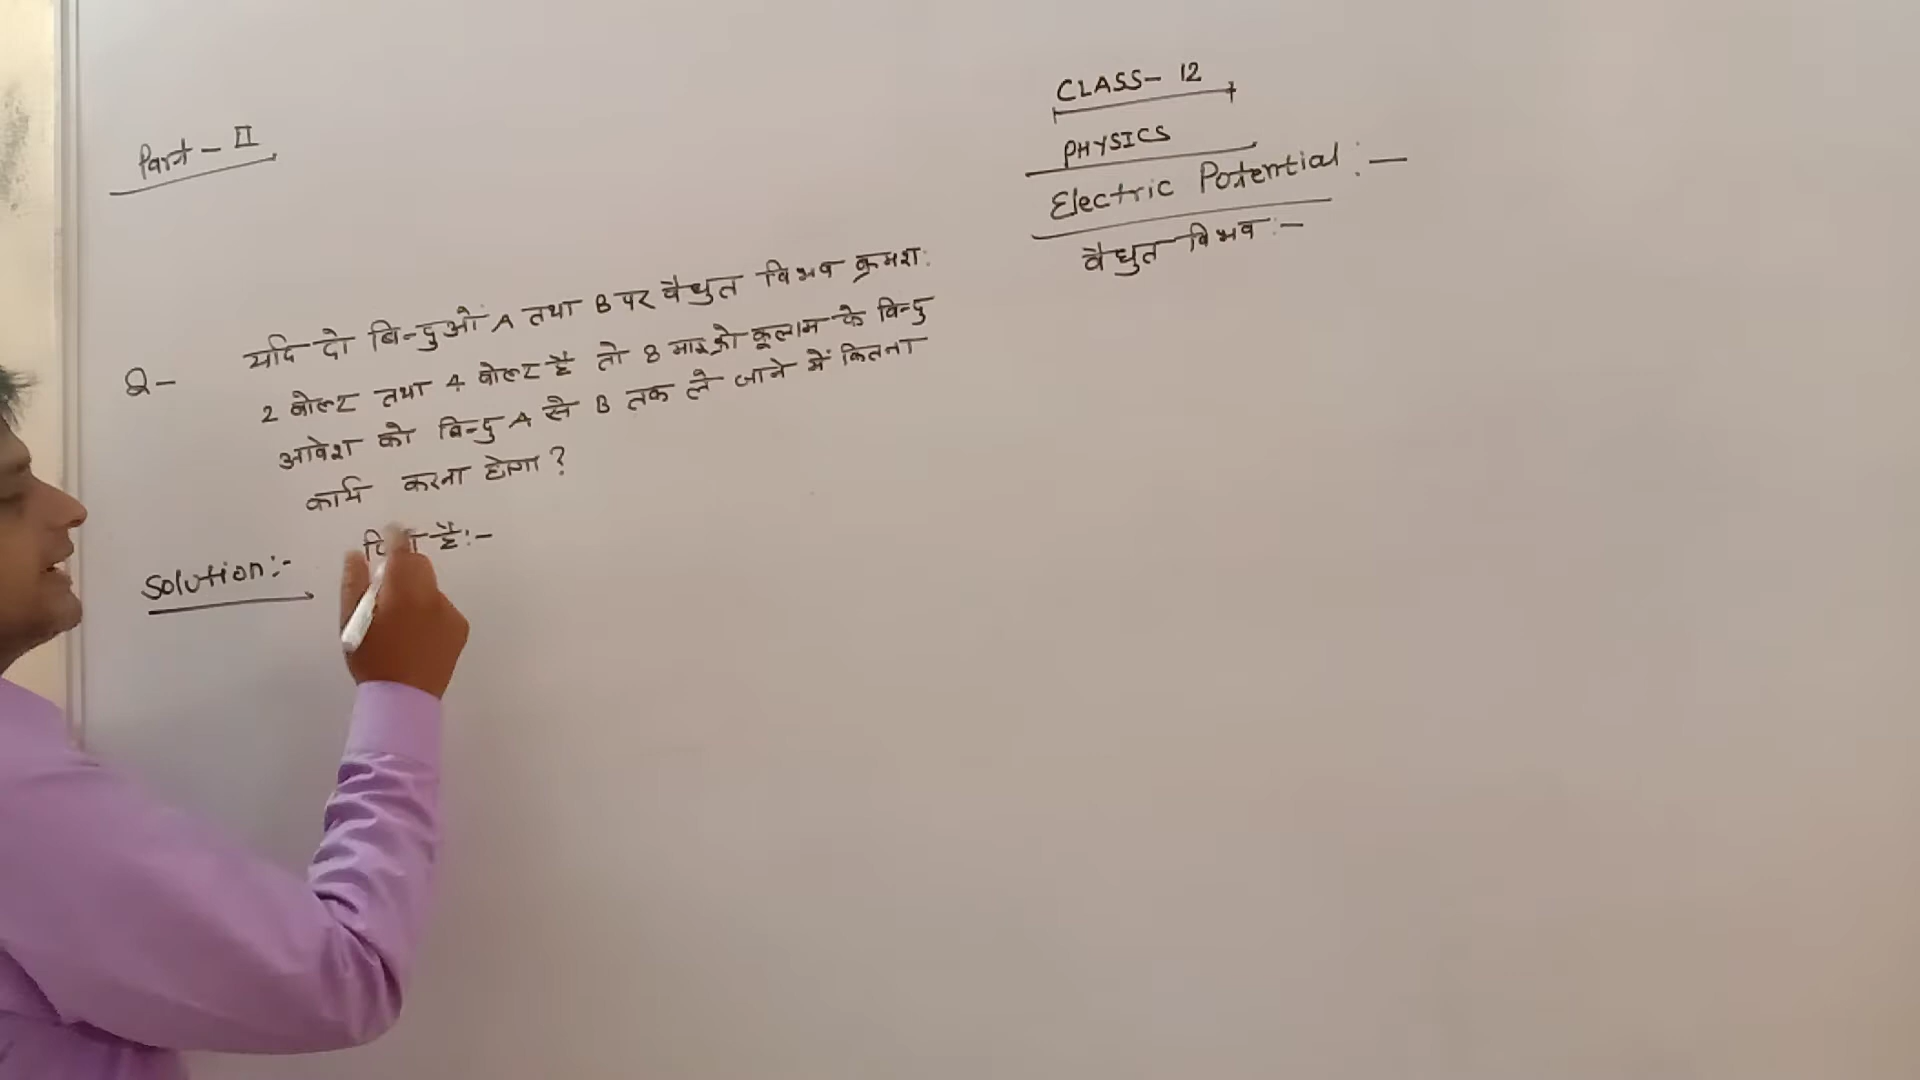 Part - II
CLASS- 12
PHYSICS
Electric Potential :-
वैधुत विभव :-
Q- यदि दो बिन्दुओं A तथा B पर वैधुत विभव क्रमश:
2 वोल्ट तथा 4 वोल्ट है तो 8 माइक्रो कूलाम के बिन्दु
आवेश को बिन्दु A से B तक ले जाने में कितना
कार्य करना होगा ?
Solution:- है:-